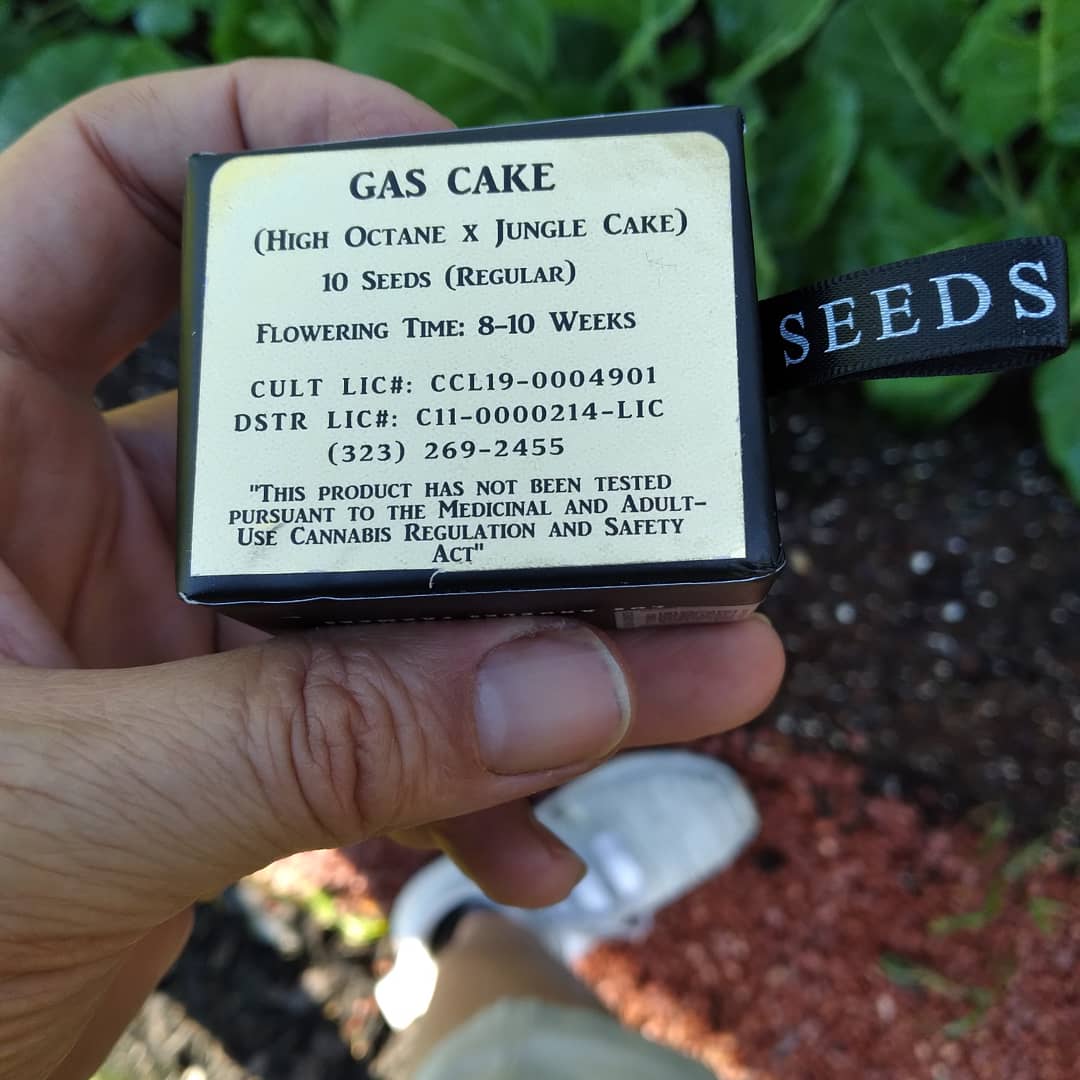 GAS CAKE
(HIGH OCTANE X JUNGLE CAKE)
10 SEEDS (REGULAR)
FLOWERING TIME: 8-10 WEEKS
CULT LIC#: CCL19-0004901
DSTR LIC#: C11-0000214-LIC
(323) 269-2455
"THIS PRODUCT HAS NOT BEEN TESTED
PURSUANT TO THE MEDICINAL AND ADULT-
USE CANNABIS REGULATION AND SAFETY
ACT"
SEEDS